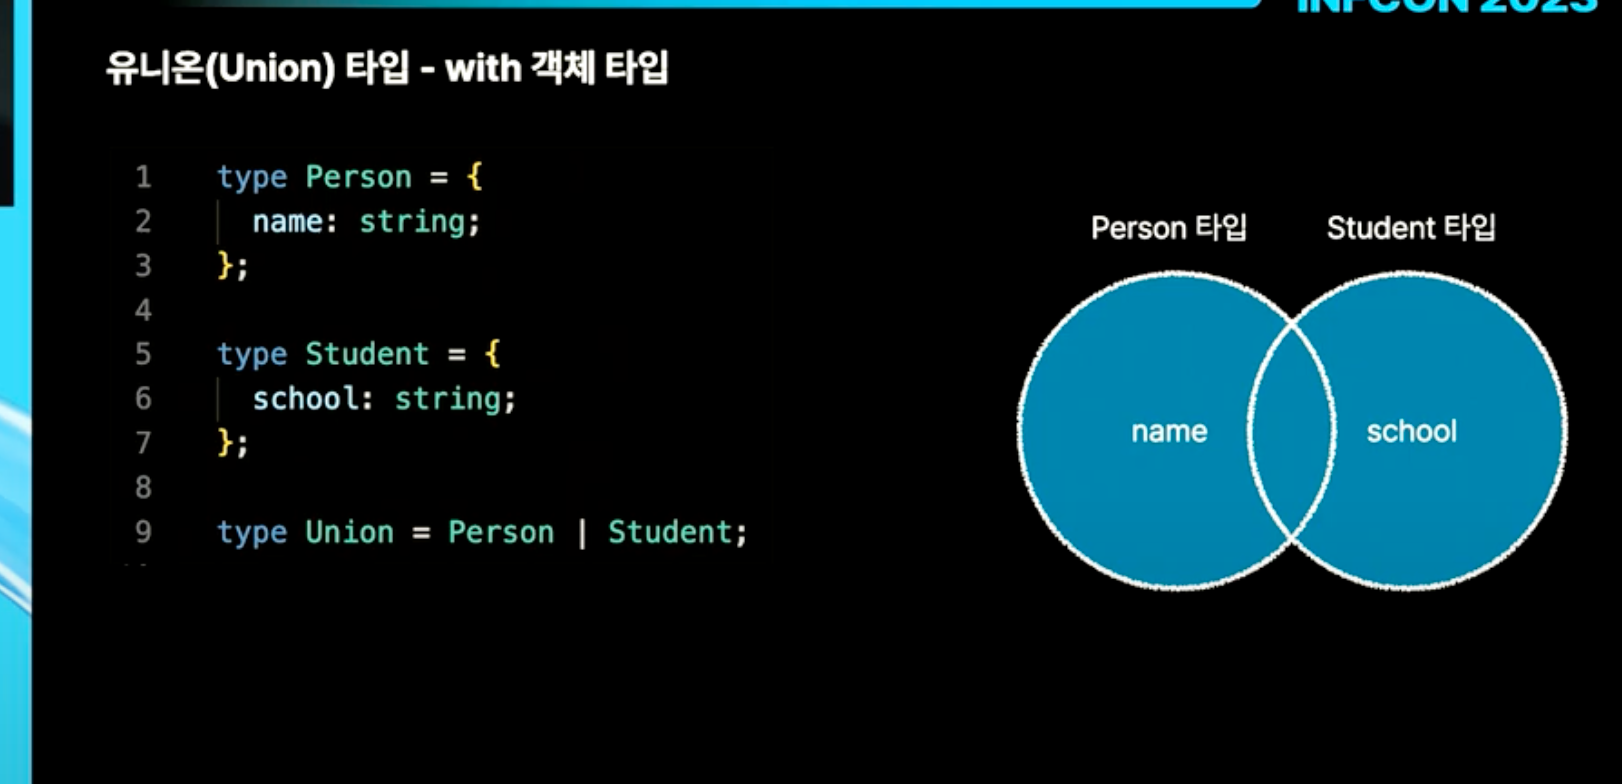 INFCON 2023
유니온(Union) 타입 - with 객체 타입
1 type Person = {
2 name: string;
3 };
4
5 type Student = {
6 school: string;
7 };
8
9 type Union = Person | Student;
Person 타입 Student 타입
name school